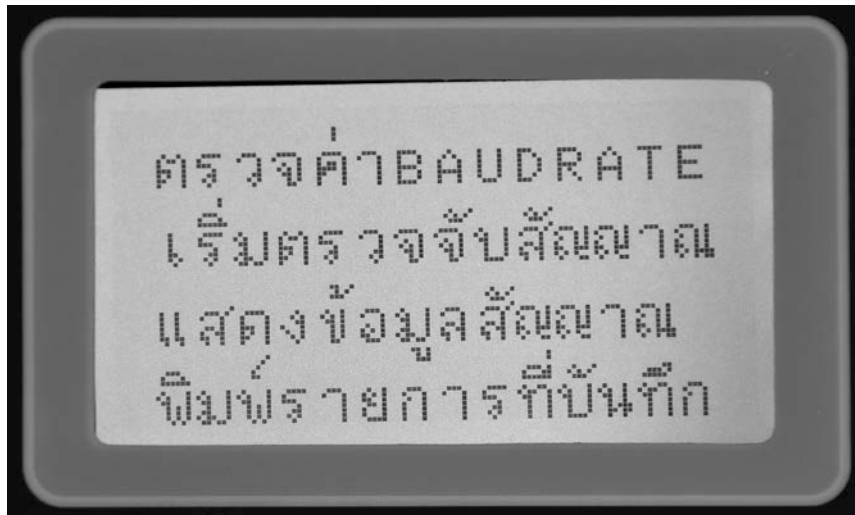 ตรวจค่าBAUDRATE
เริ่มตรวจจับสัญญาณ
แสดงข้อมูลสัญญาณ
พิมพ์รายการที่บันทึก